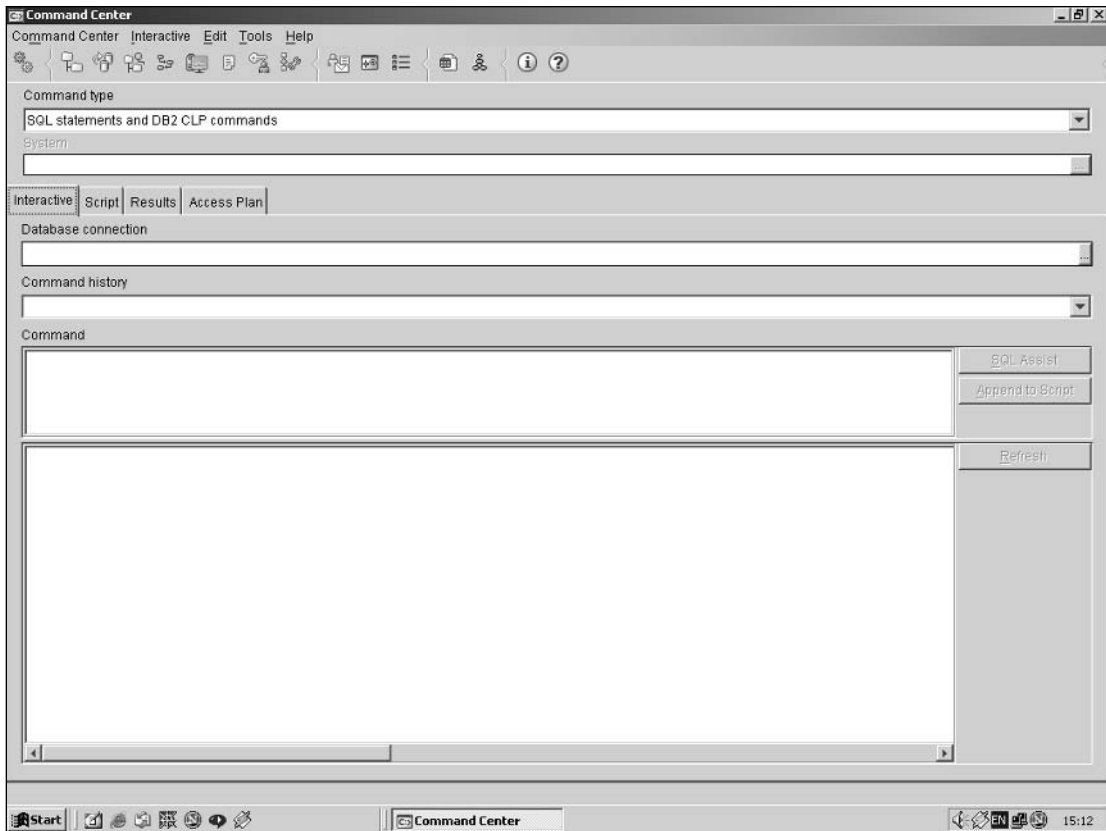 Command Center
Command Center Interactive Edit Tools Help
Command type
SQL statements and DB2 CLP commands
System
...
Interactive Script Results Access Plan
Database connection
...
Command history
Command
SQL Assist
Append to Script
Refresh
Start Command Center EN 15:12